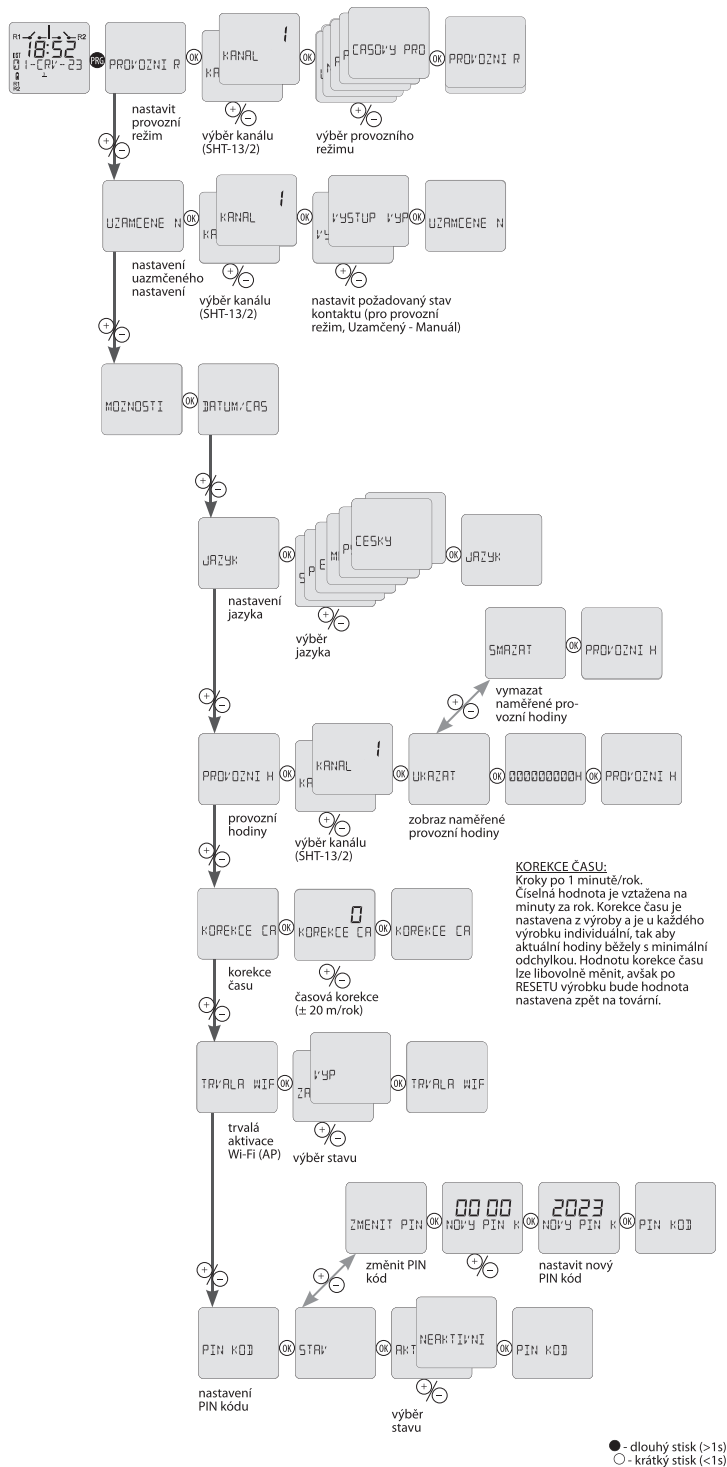 R1 R2
18:52
EST
1-CRV-23
PRG
PROVOZNI R
OK
KA
KANAL
1
OK
CASOVY PRO
OK
PROVOZNI R
nastavit
provozní
režim
+/-
výběr kanálu
(SHT-13/2)
+/-
výběr provozního
režimu
+/-
UZAMCENE N
OK
KA
KANAL
1
OK
VY
VYSTUP VYP
OK
UZAMCENE N
nastavení
uazmčeného
nastavení
+/-
výběr kanálu
(SHT-13/2)
+/-
nastavit požadovaný stav
kontaktu (pro provozní
režim, Uzamčený - Manuál)
+/-
MOZNOSTI
OK
DATUM/CAS
+/-
JAZYK
OK
S
P
E
M
P
CESKY
OK
JAZYK
nastavení
jazyka
+/-
výběr
jazyka
SMAZAT
OK
PROVOZNI H
+/-
vymazat
naměřené pro-
vozní hodiny
+/-
PROVOZNI H
OK
KA
KANAL
1
OK
UKAZAT
OK
000000000H
OK
PROVOZNI H
provozní
hodiny
+/-
výběr kanálu
(SHT-13/2)
zobraz naměřené
provozní hodiny
+/-
KOREKCE ČASU:
Kroky po 1 minutě/rok.
Číselná hodnota je vztažena na
minuty za rok. Korekce času je
nastavena z výroby a je u každého
výrobku individuální, tak aby
aktuální hodiny běžely s minimální
odchylkou. Hodnotu korekce času
lze libovolně měnit, avšak po
RESETU výrobku bude hodnota
nastavena zpět na tovární.
KOREKCE CA
OK
0
KOREKCE CA
OK
KOREKCE CA
korekce
času
+/-
časová korekce
(± 20 m/rok)
+/-
TRVALA WIF
OK
ZA
VYP
OK
TRVALA WIF
trvalá
aktivace
Wi-Fi (AP)
+/-
výběr stavu
ZMENIT PIN
OK
00 00
NOVY PIN K
OK
2023
NOVY PIN K
OK
PIN KOD
změnit PIN
kód
+/-
nastavit nový
PIN kód
+/-
+/-
PIN KOD
OK
STAV
OK
AKT
NEAKTIVNI
OK
PIN KOD
nastavení
PIN kódu
+/-
výběr
stavu
- dlouhý stisk (>1s)
- krátký stisk (<1s)